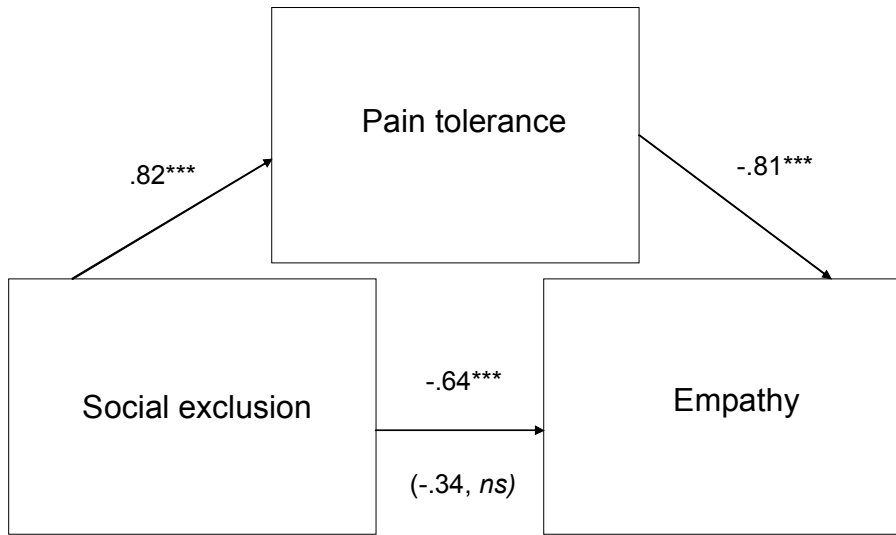 Pain tolerance
.82***
-.81***
Social exclusion
-.64***
Empathy
(-.34, ns)